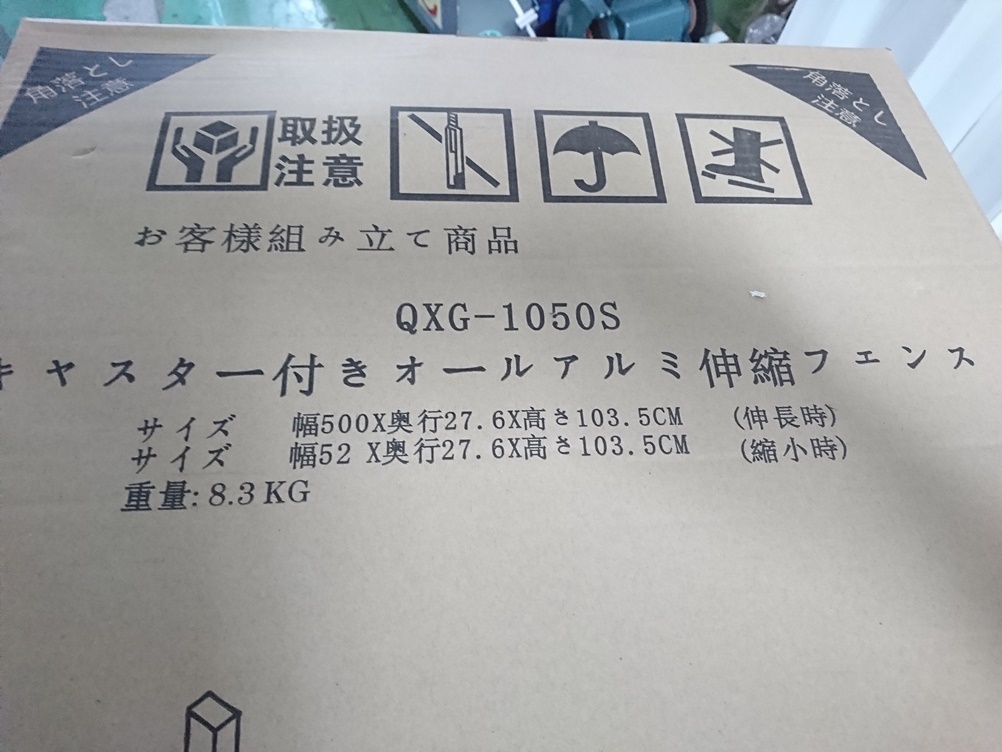 角落とし
注意
角落とし
注意
取扱
注意
お客様組み立て商品
QXG-1050S
キャスター付きオールアルミ伸縮フェンス
サイズ 幅500X奥行27.6X高さ103.5CM (伸長時)
サイズ 幅52 X奥行27.6X高さ103.5CM (縮小時)
重量: 8.3KG